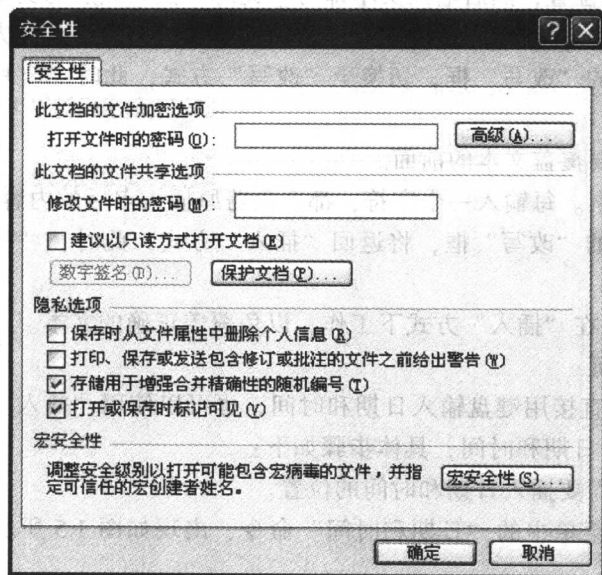 安全性
安全性
此文档的文件加密选项
打开文件时的密码(O):
高级(A)...
此文档的文件共享选项
修改文件时的密码(M):
建议以只读方式打开文档(E)
数字签名(D)...
保护文档(P)...
隐私选项
保存时从文件属性中删除个人信息(R)
打印、保存或发送包含修订或批注的文件之前给出警告(W)
存储用于增强合并精确性的随机编号(T)
打开或保存时标记可见(V)
宏安全性
调整安全级别以打开可能包含宏病毒的文件，并指
定可信任的宏创建者姓名。
宏安全性(S)...
确定
取消